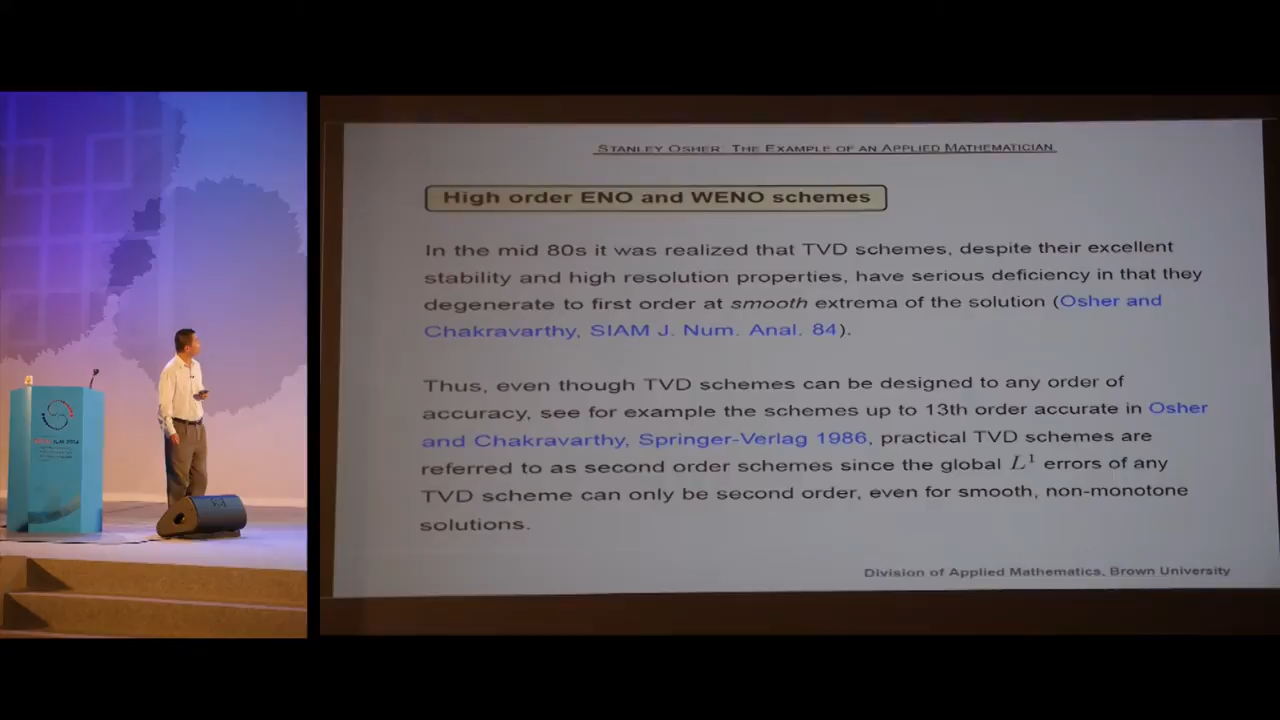 STANLEY OSHER: THE EXAMPLE OF AN APPLIED MATHEMATICIAN
High order ENO and WENO schemes
In the mid 80s it was realized that TVD schemes, despite their excellent
stability and high resolution properties, have serious deficiency in that they
degenerate to first order at smooth extrema of the solution (Osher and
Chakravarthy, SIAM J. Num. Anal. 84).
Thus, even though TVD schemes can be designed to any order of
accuracy, see for example the schemes up to 13th order accurate in Osher
and Chakravarthy, Springer-Verlag 1986, practical TVD schemes are
referred to as second order schemes since the global L¹ errors of any
TVD scheme can only be second order, even for smooth, non-monotone
solutions.
Division of Applied Mathematics, Brown University